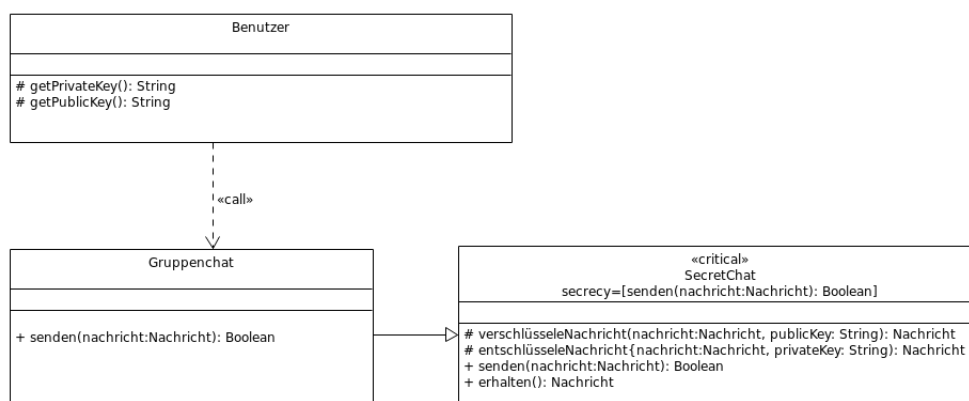 Benutzer
# getPrivateKey(): String
# getPublicKey(): String
«call»
Gruppenchat
+ senden(nachricht:Nachricht): Boolean
«critical»
SecretChat
secrecy=[senden(nachricht:Nachricht): Boolean]
# verschlüsseleNachricht(nachricht:Nachricht, publicKey: String): Nachricht
# entschlüsseleNachricht{nachricht:Nachricht, privateKey: String): Nachricht
+ senden(nachricht:Nachricht): Boolean
+ erhalten(): Nachricht